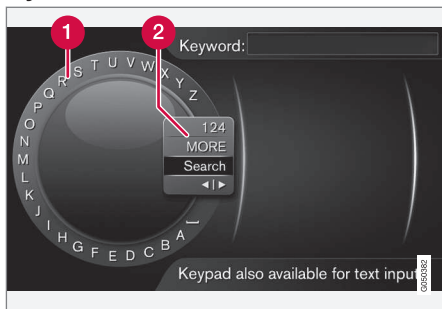 1
2
Keyword:
A B C D E F G H I J K L M N O P Q R S T U V W X Y Z
124
MORE
Search
◄|►
Keypad also available for text input
G050382